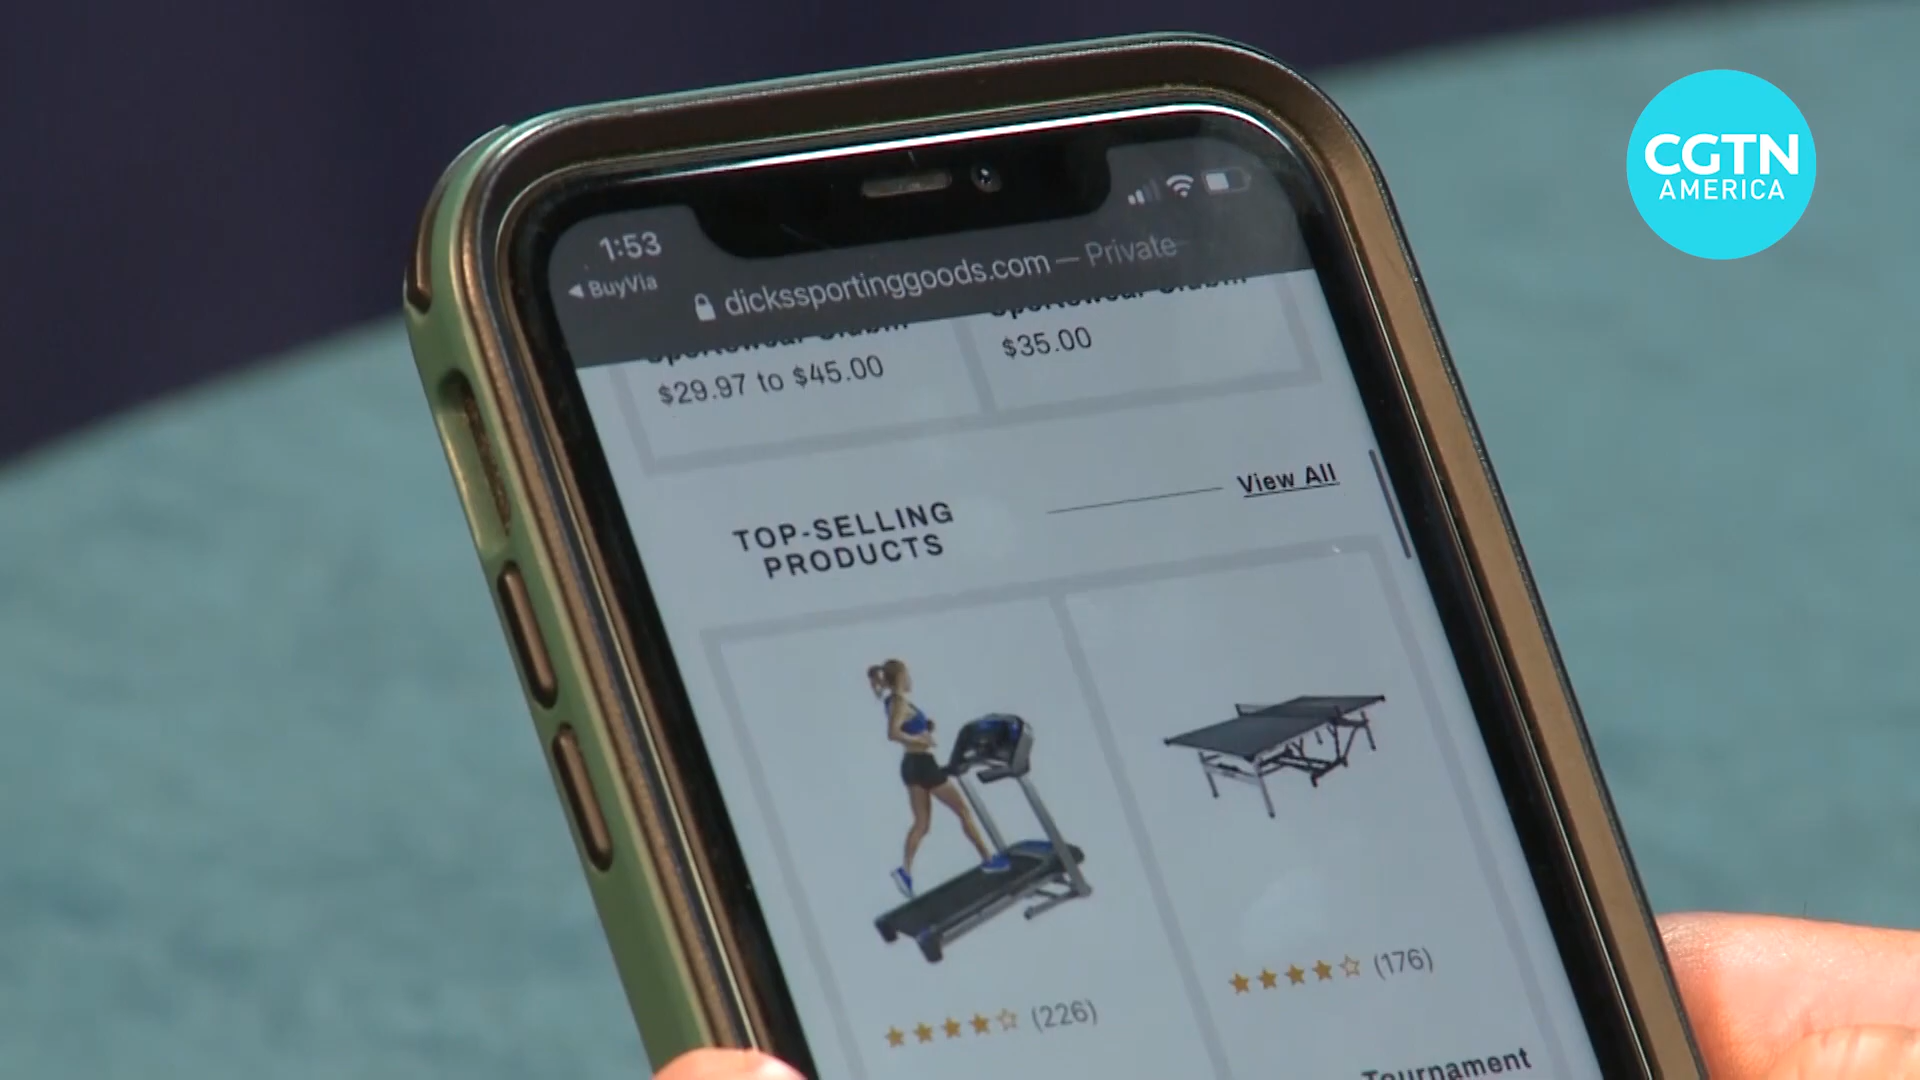 CGTN
AMERICA
1:53
BuyVia
dickssportinggoods.com — Private
$29.97 to $45.00
$35.00
TOP-SELLING
PRODUCTS
View All
(226)
(176)
Tournament